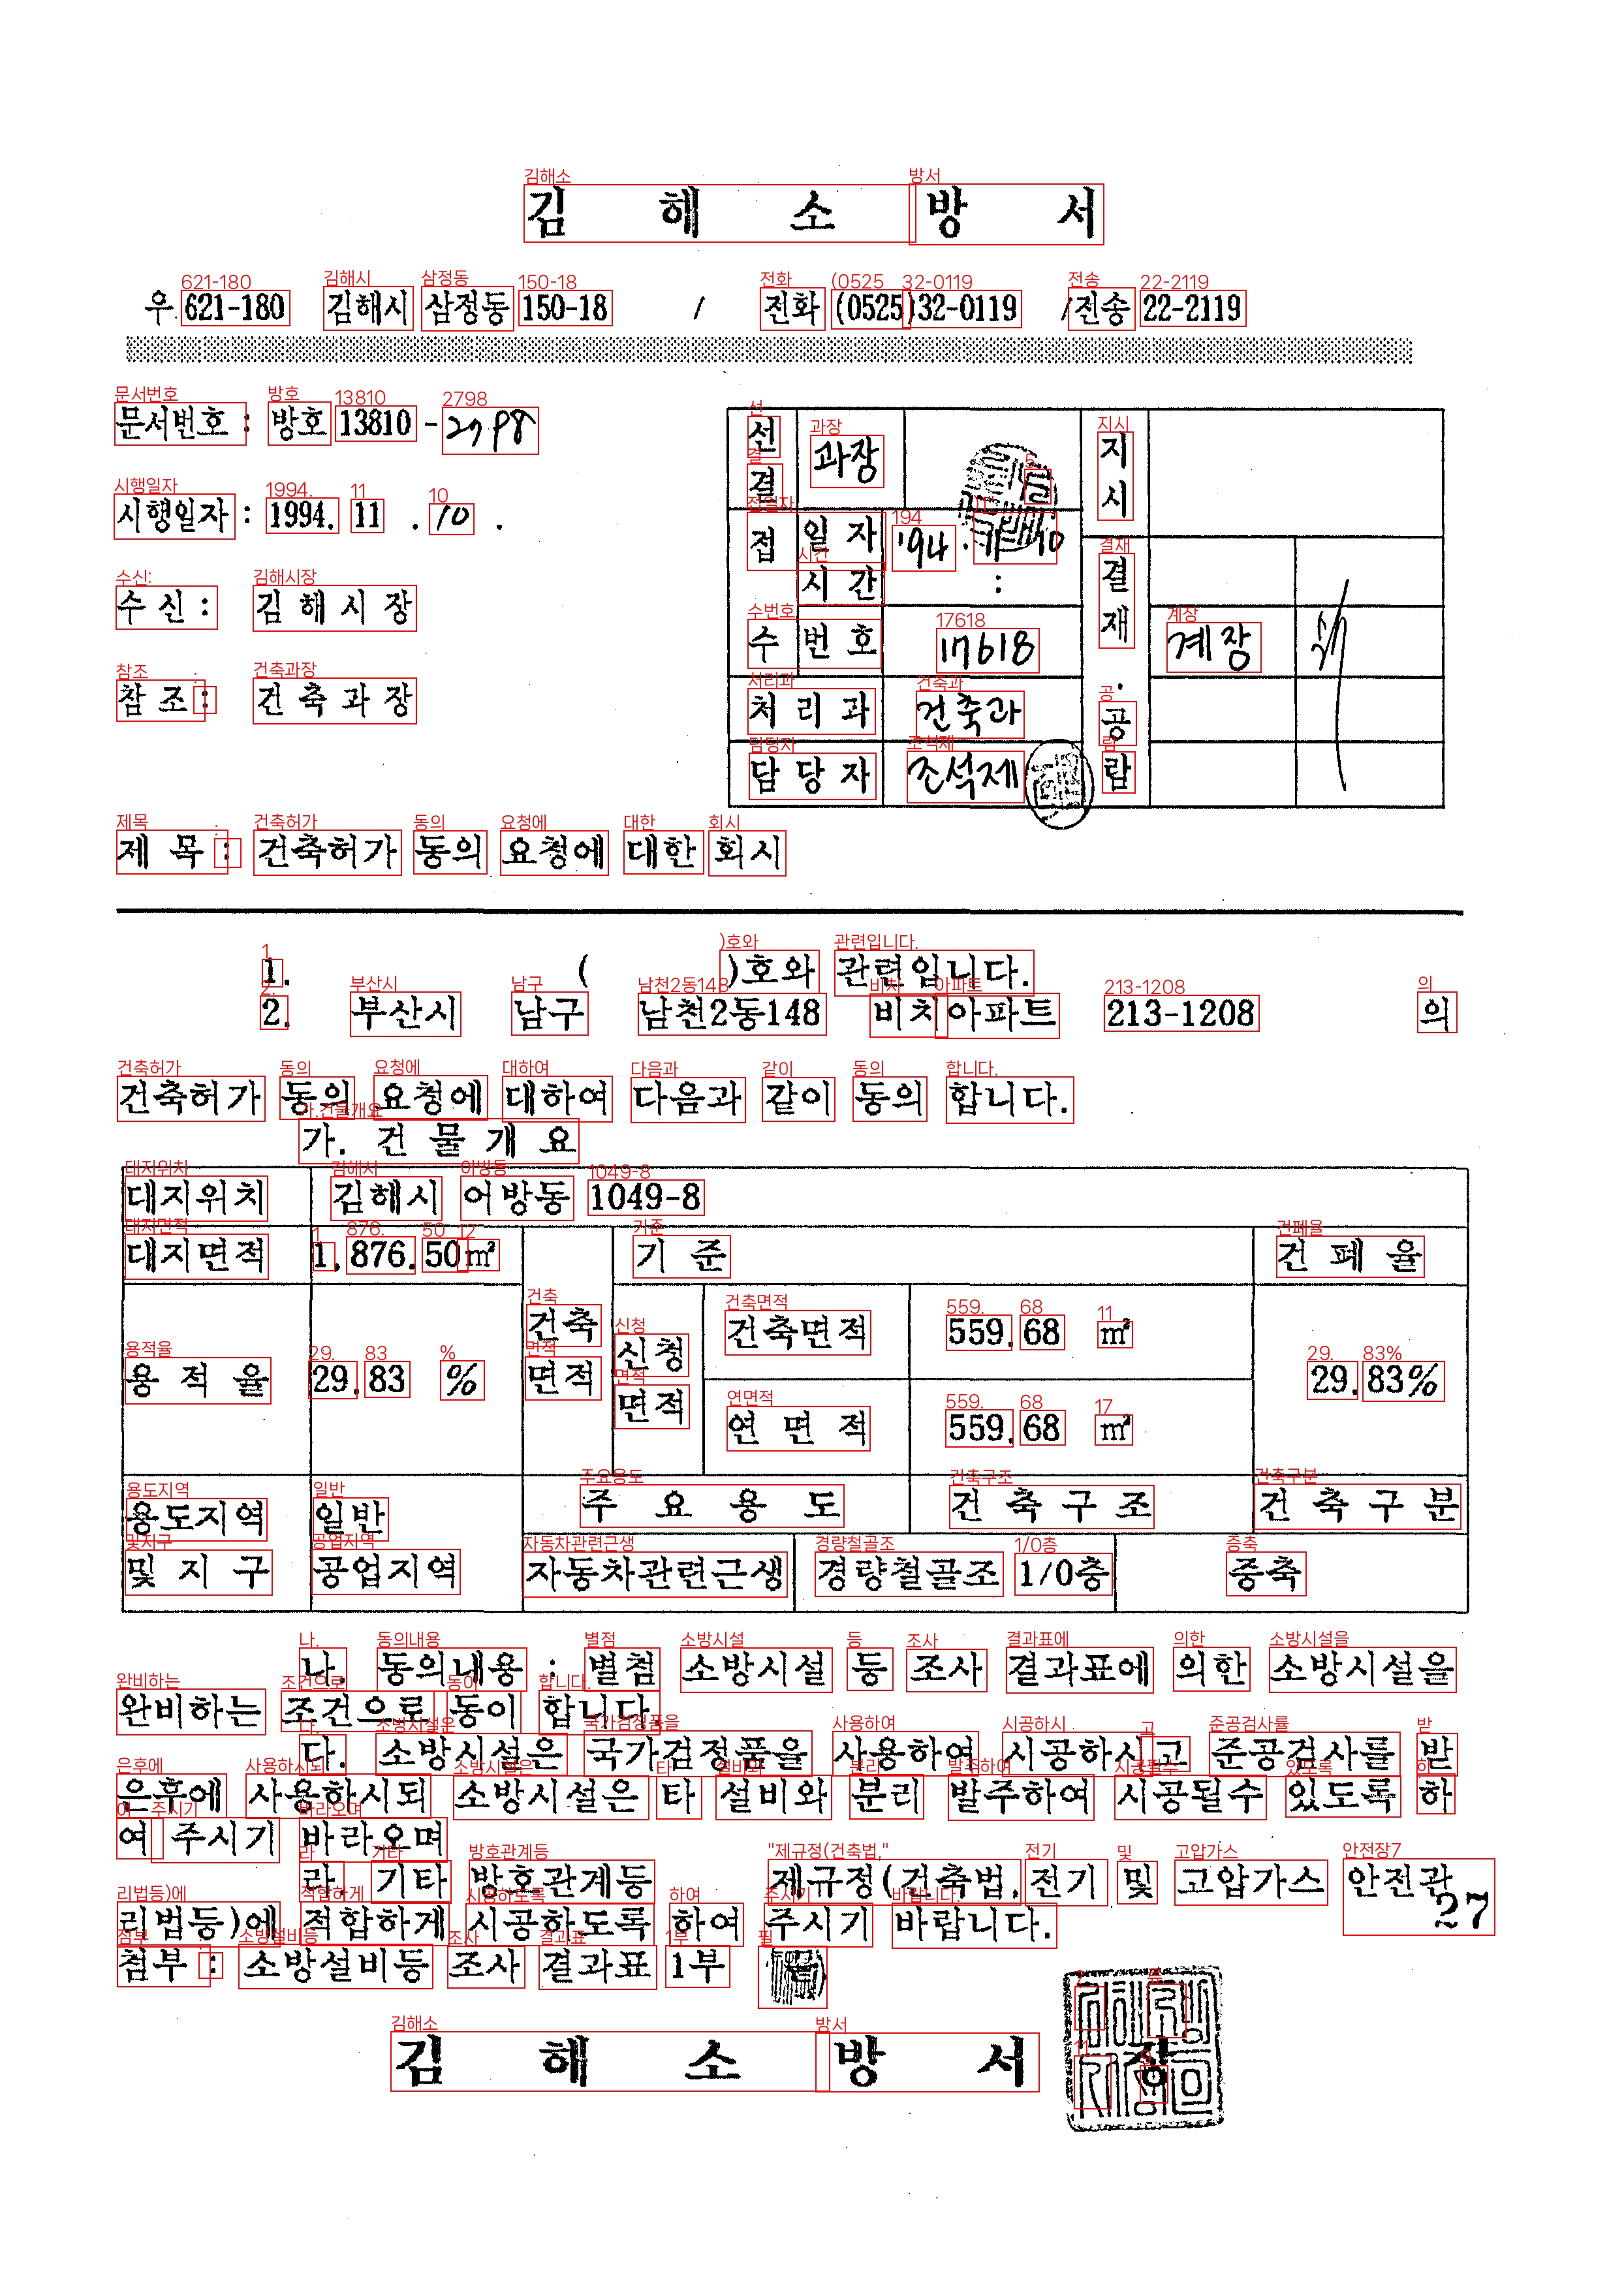 김 해 소 방 서
우 621-180 김해시 삼정동 150-18 / 전화 (0525)32-0119 /전송 22-2119
문서번호 : 방호 13810 - 2798
시행일자 : 1994. 11 . 10 .
수 신 : 김 해 시 장
참 조 : 건 축 과 장
선결 과장 지시
접 일 자 '94 . 11 . 10
시 간 : 결재
수 번 호 17618 계장
처 리 과 건축과 공람
담 당 자 조석제
제 목 : 건축허가 동의 요청에 대한 회시
1. ( )호와 관련입니다.
2. 부산시 남구 남천2동148 비치아파트 213-1208 의
건축허가 동의 요청에 대하여 다음과 같이 동의 합니다.
가. 건 물 개 요
대지위치 김해시 어방동 1049-8
대지면적 1,876.50㎡ 건축면적 기 준 건 폐 율
용 적 율 29.83 % 신청면적 건축면적 559.68 ㎡ 29.83%
연 면 적 559.68 ㎡
용도지역 및 지 구 일반 공업지역 주 요 용 도 건 축 구 조 건 축 구 분
자동차관련근생 경량철골조 1/0층 증축
나. 동의내용 : 별첨 소방시설 등 조사 결과표에 의한 소방시설을
완비하는 조건으로 동이 합니다.
다. 소방시설은 국가검정품을 사용하여 시공하시고 준공검사를 받
은후에 사용하시되 소방시설은 타 설비와 분리 발주하여 시공될수 있도록 하
여 주시기 바라오며
라. 기타 방호관계등 제규정(건축법, 전기 및 고압가스 안전관
리법등)에 적합하게 시공하도록 하여 주시기 바랍니다.
27
첨부 : 소방설비등 조사 결과표 1부
김 해 소 방 서 장